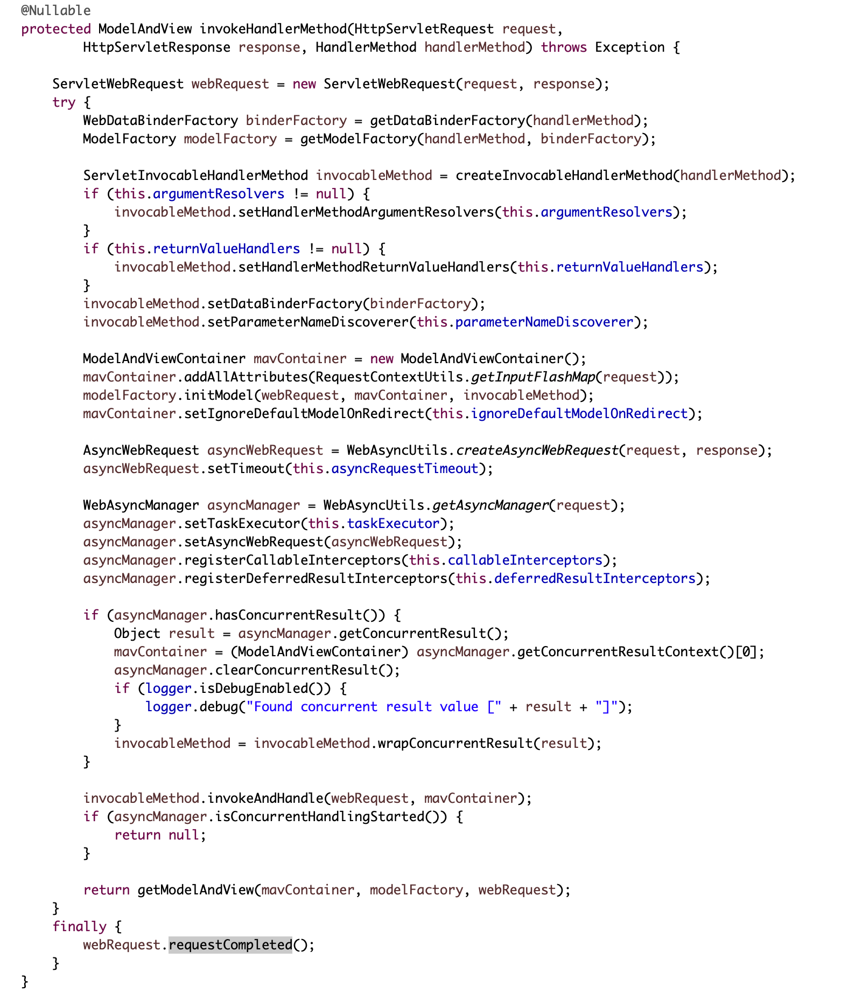 @Nullable
protected ModelAndView invokeHandlerMethod(HttpServletRequest request,
        HttpServletResponse response, HandlerMethod handlerMethod) throws Exception {

    ServletWebRequest webRequest = new ServletWebRequest(request, response);
    try {
        WebDataBinderFactory binderFactory = getDataBinderFactory(handlerMethod);
        ModelFactory modelFactory = getModelFactory(handlerMethod, binderFactory);

        ServletInvocableHandlerMethod invocableMethod = createInvocableHandlerMethod(handlerMethod);
        if (this.argumentResolvers != null) {
            invocableMethod.setHandlerMethodArgumentResolvers(this.argumentResolvers);
        }
        if (this.returnValueHandlers != null) {
            invocableMethod.setHandlerMethodReturnValueHandlers(this.returnValueHandlers);
        }
        invocableMethod.setDataBinderFactory(binderFactory);
        invocableMethod.setParameterNameDiscoverer(this.parameterNameDiscoverer);

        ModelAndViewContainer mavContainer = new ModelAndViewContainer();
        mavContainer.addAllAttributes(RequestContextUtils.getInputFlashMap(request));
        modelFactory.initModel(webRequest, mavContainer, invocableMethod);
        mavContainer.setIgnoreDefaultModelOnRedirect(this.ignoreDefaultModelOnRedirect);

        AsyncWebRequest asyncWebRequest = WebAsyncUtils.createAsyncWebRequest(request, response);
        asyncWebRequest.setTimeout(this.asyncRequestTimeout);

        WebAsyncManager asyncManager = WebAsyncUtils.getAsyncManager(request);
        asyncManager.setTaskExecutor(this.taskExecutor);
        asyncManager.setAsyncWebRequest(asyncWebRequest);
        asyncManager.registerCallableInterceptors(this.callableInterceptors);
        asyncManager.registerDeferredResultInterceptors(this.deferredResultInterceptors);

        if (asyncManager.hasConcurrentResult()) {
            Object result = asyncManager.getConcurrentResult();
            mavContainer = (ModelAndViewContainer) asyncManager.getConcurrentResultContext()[0];
            asyncManager.clearConcurrentResult();
            if (logger.isDebugEnabled()) {
                logger.debug("Found concurrent result value [" + result + "]");
            }
            invocableMethod = invocableMethod.wrapConcurrentResult(result);
        }

        invocableMethod.invokeAndHandle(webRequest, mavContainer);
        if (asyncManager.isConcurrentHandlingStarted()) {
            return null;
        }

        return getModelAndView(mavContainer, modelFactory, webRequest);
    }
    finally {
        webRequest.requestCompleted();
    }
}